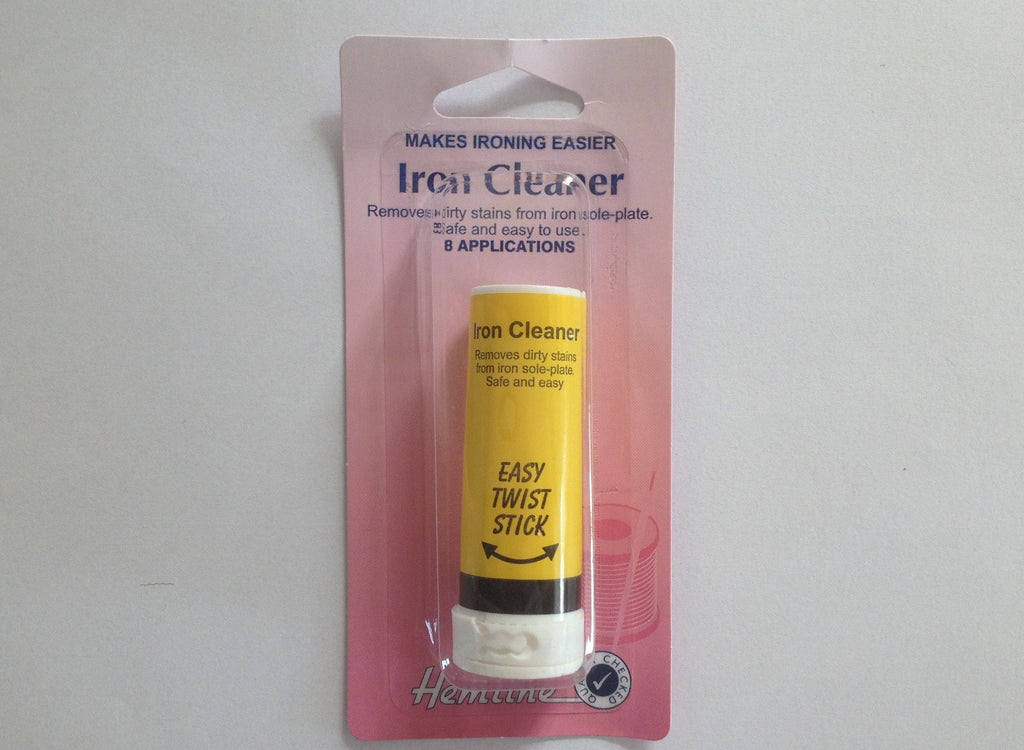 MAKES IRONING EASIER
Iron Cleaner
Removes dirty stains from iron sole-plate.
Safe and easy to use.
8 APPLICATIONS
Iron Cleaner
Removes dirty stains
from iron sole-plate.
Safe and easy
EASY
TWIST
STICK
Hemline
QUALITY CHECKED